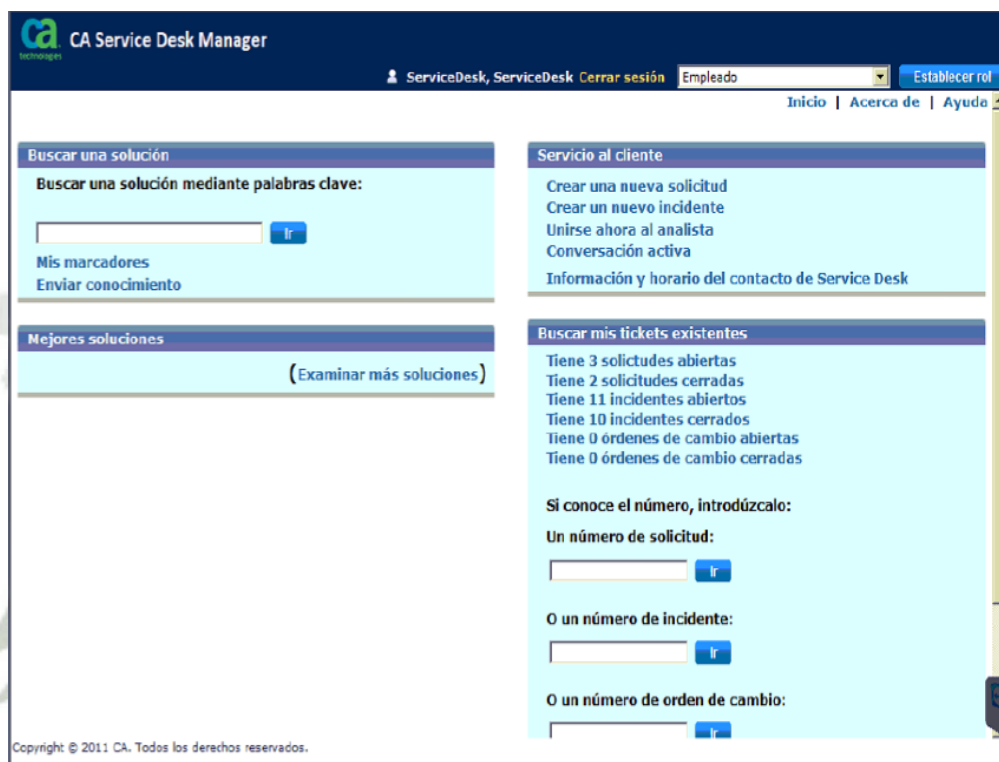 ca
technologies
CA Service Desk Manager
ServiceDesk, ServiceDesk Cerrar sesión Empleado Establecer rol
Inicio | Acerca de | Ayuda
Buscar una solución
Buscar una solución mediante palabras clave:
Ir
Mis marcadores
Enviar conocimiento
Mejores soluciones
(Examinar más soluciones)
Servicio al cliente
Crear una nueva solicitud
Crear un nuevo incidente
Unirse ahora al analista
Conversación activa
Información y horario del contacto de Service Desk
Buscar mis tickets existentes
Tiene 3 solictudes abiertas
Tiene 2 solicitudes cerradas
Tiene 11 incidentes abiertos
Tiene 10 incidentes cerrados
Tiene 0 órdenes de cambio abiertas
Tiene 0 órdenes de cambio cerradas
Si conoce el número, introdúzcalo:
Un número de solicitud:
Ir
O un número de incidente:
Ir
O un número de orden de cambio:
Ir
Copyright © 2011 CA. Todos los derechos reservados.